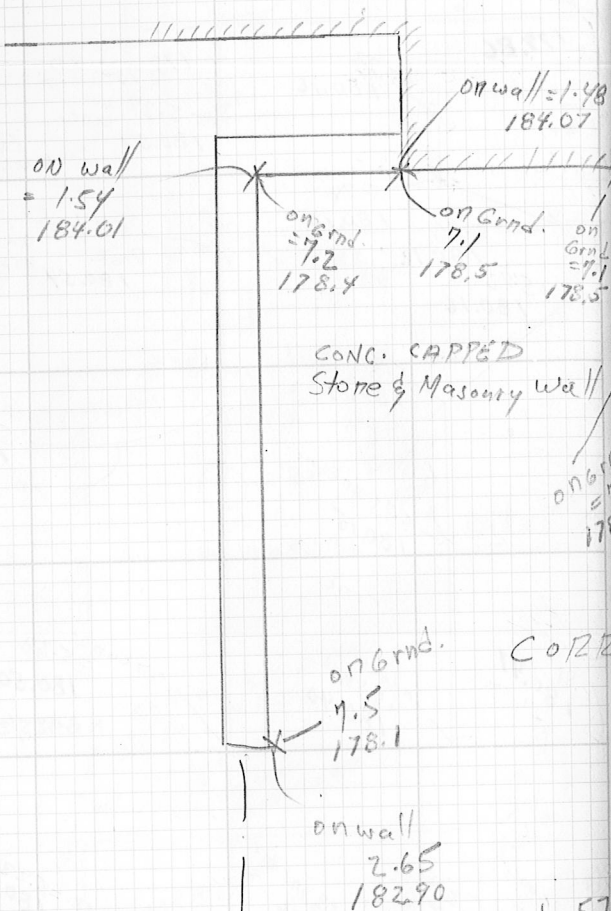 on wall = 1.48
184.07
ON wall
= 1.54
184.01
on Grnd.
= 7.2
178.4
on Grnd.
7.1
178.5
on
Grnd
= 7.1
178.5
CONC. CAPPED
Stone & Masonry Wall
on Grnd.
7.5
178.1
on wall
2.65
182.90